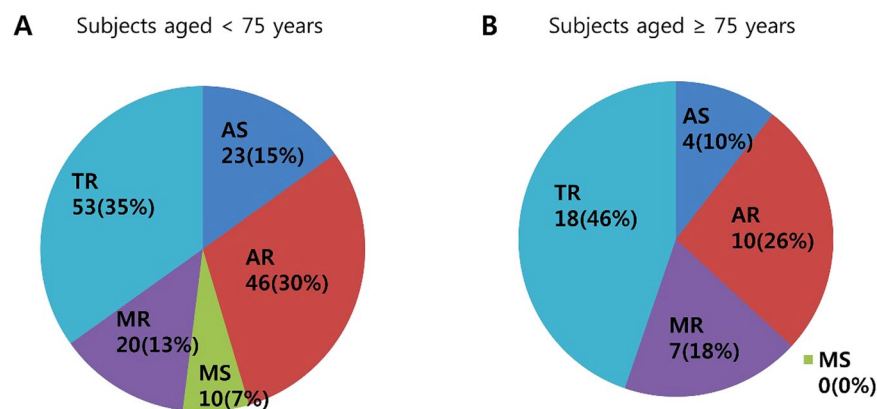 A Subjects aged < 75 years
AS
23(15%)
AR
46(30%)
MS
10(7%)
MR
20(13%)
TR
53(35%)
B Subjects aged ≥ 75 years
AS
4(10%)
AR
10(26%)
MS
0(0%)
MR
7(18%)
TR
18(46%)